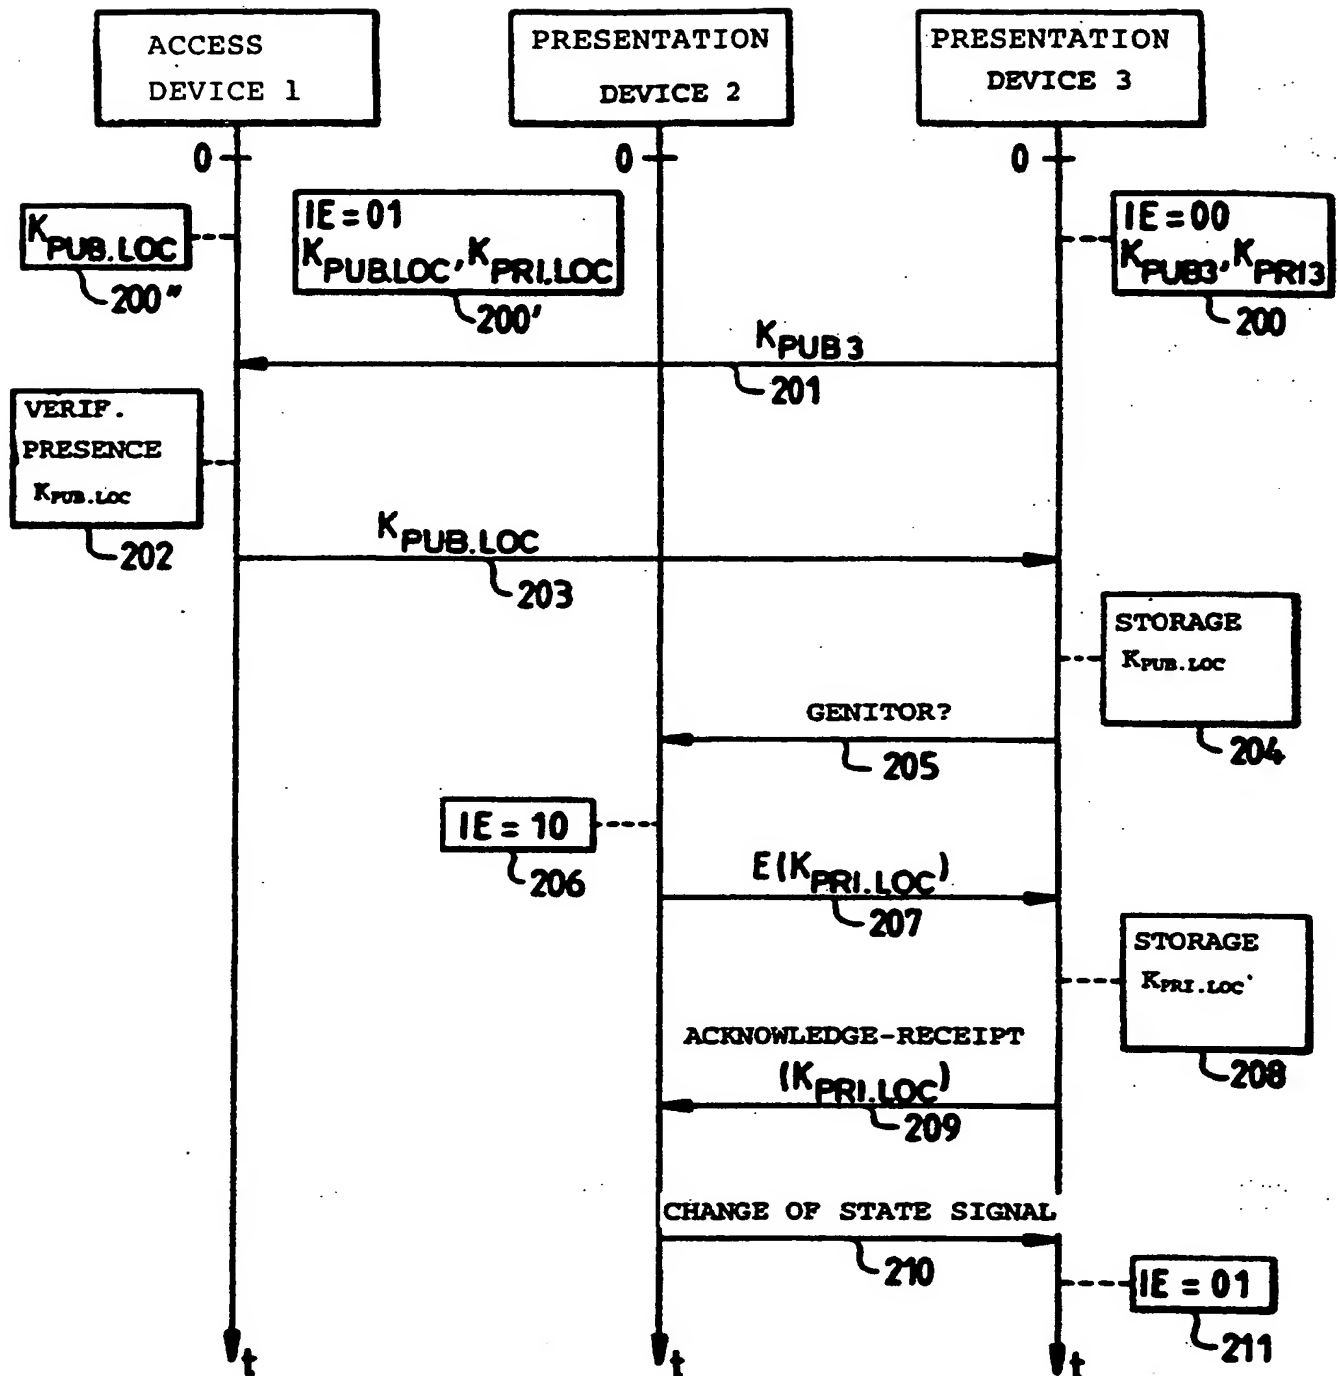 ACCESS
DEVICE 1
PRESENTATION
DEVICE 2
PRESENTATION
DEVICE 3
0
0
0
KPUB.LOC
200"
IE=01
KPUB.LOC, KPRI.LOC
200'
IE=00
KPUB3, KPRI3
200
KPUB3
201
VERIF.
PRESENCE
KPUB.LOC
202
KPUB.LOC
203
STORAGE
KPUB.LOC
204
GENITOR?
205
IE = 10
206
E(KPRI.LOC)
207
STORAGE
KPRI.LOC
208
ACKNOWLEDGE-RECEIPT
(KPRI.LOC)
209
CHANGE OF STATE SIGNAL
210
IE = 01
211
t
t
t